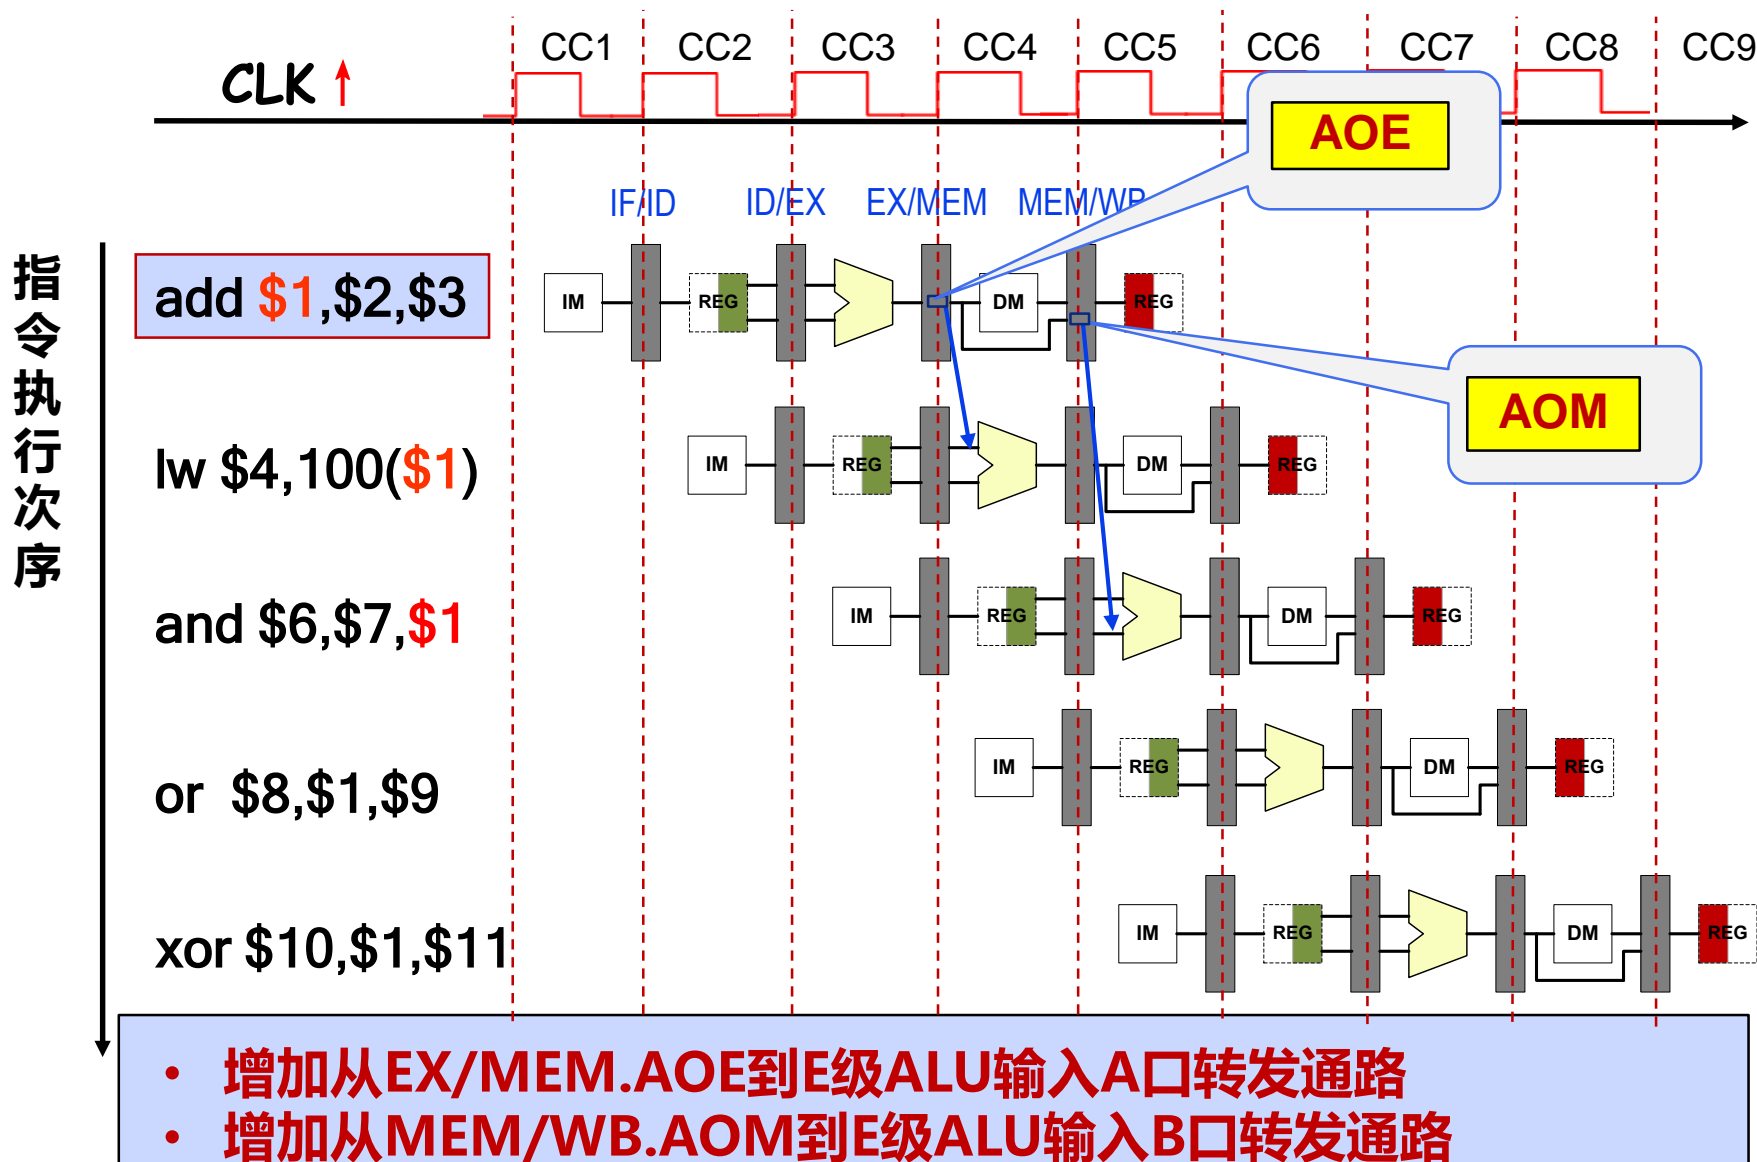 CC1 CC2 CC3 CC4 CC5 CC6 CC7 CC8 CC9
CLK
AOE
IF/ID ID/EX EX/MEM MEM/WB
指令执行次序
add $1,$2,$3
IM REG DM REG
AOM
lw $4,100($1)
IM REG DM REG
and $6,$7,$1
IM REG DM REG
or $8,$1,$9
IM REG DM REG
xor $10,$1,$11
IM REG DM REG
• 增加从EX/MEM.AOE到E级ALU输入A口转发通路
• 增加从MEM/WB.AOM到E级ALU输入B口转发通路